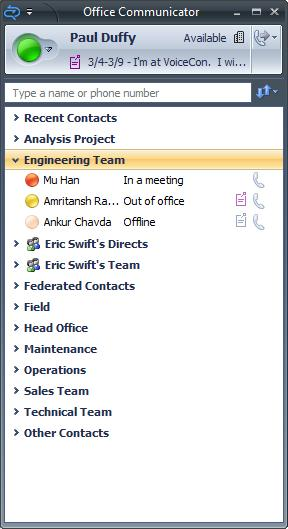 Office Communicator
Paul Duffy
Available
3/4-3/9 - I'm at VoiceCon. I wi...
Type a name or phone number
Recent Contacts
Analysis Project
Engineering Team
Mu Han In a meeting
Amritansh Ra... Out of office
Ankur Chavda Offline
Eric Swift's Directs
Eric Swift's Team
Federated Contacts
Field
Head Office
Maintenance
Operations
Sales Team
Technical Team
Other Contacts